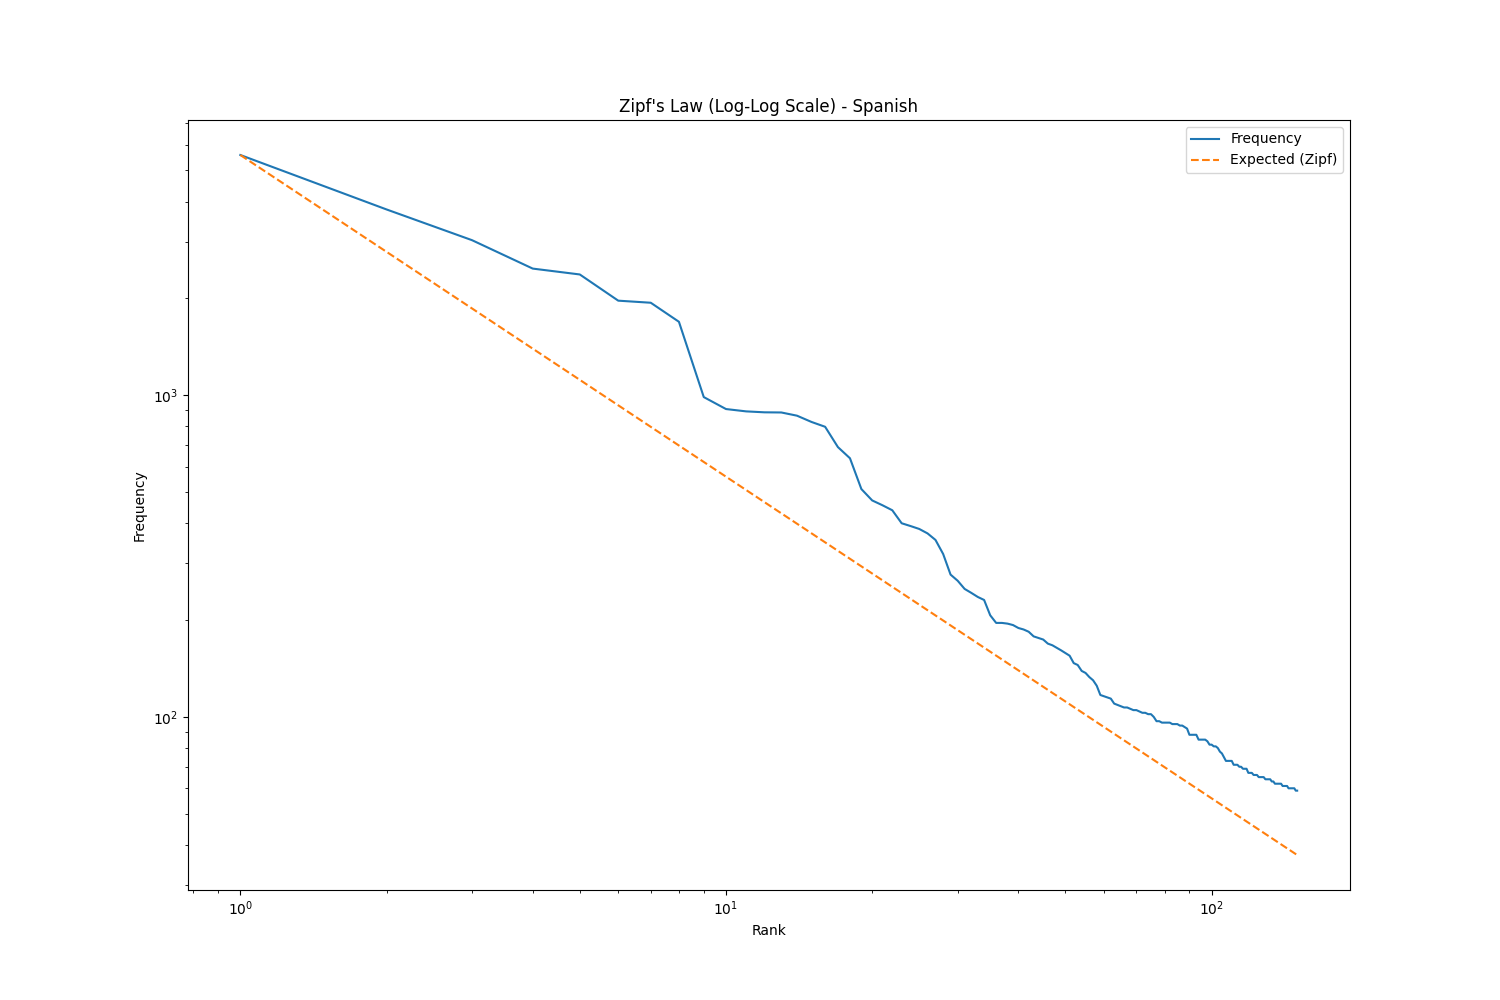 Zipf's Law (Log-Log Scale) - Spanish
Frequency
Expected (Zipf)
10³
10²
Frequency
10⁰
10¹
10²
Rank